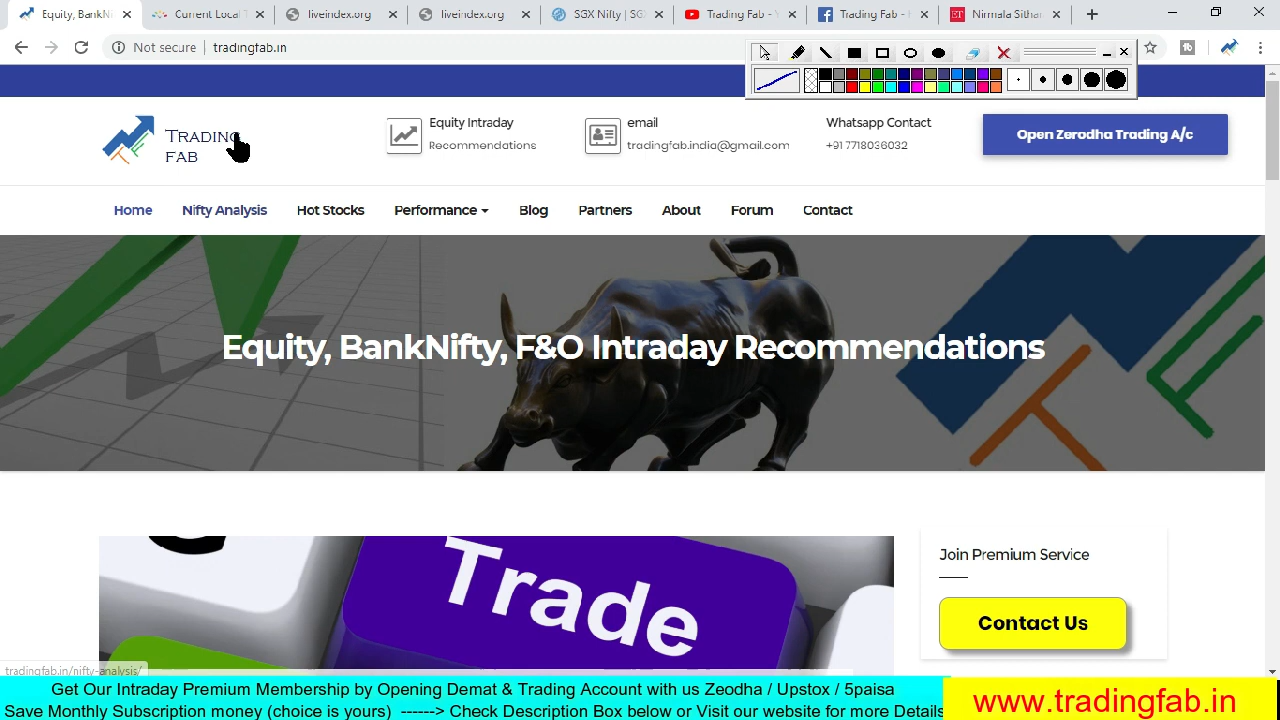 Equity, BankNi
Current Local T
liveindex.org
liveindex.org
SGX Nifty | SG
Trading Fab - Y
Trading Fab -
Nirmala Sithar
Not secure | tradingfab.in
TRADING
FAB
Equity Intraday
Recommendations
email
tradingfab.india@gmail.com
Whatsapp Contact
+91 7718036032
Open Zerodha Trading A/c
Home Nifty Analysis Hot Stocks Performance Blog Partners About Forum Contact
Equity, BankNifty, F&O Intraday Recommendations
Trade
Join Premium Service
Contact Us
tradingfab.in/nifty-analysis/
Get Our Intraday Premium Membership by Opening Demat & Trading Account with us Zeodha / Upstox / 5paisa
Save Monthly Subscription money (choice is yours) ------> Check Description Box below or Visit our website for more Details
www.tradingfab.in